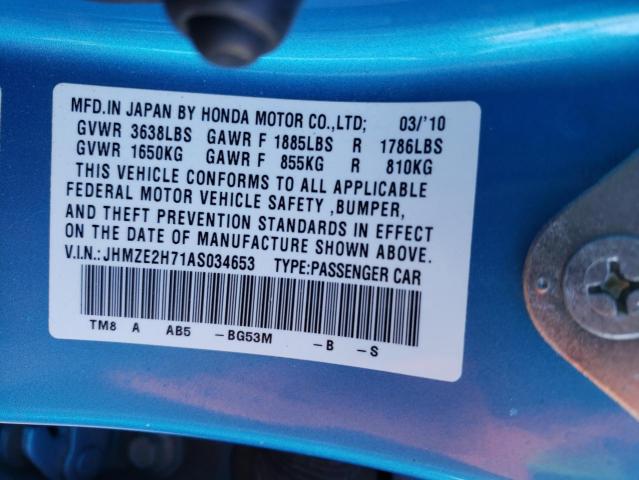 MFD.IN JAPAN BY HONDA MOTOR CO.,LTD; 03/'10
GVWR 3638LBS GAWR F 1885LBS R 1786LBS
GVWR 1650KG GAWR F 855KG R 810KG
THIS VEHICLE CONFORMS TO ALL APPLICABLE
FEDERAL MOTOR VEHICLE SAFETY ,BUMPER,
AND THEFT PREVENTION STANDARDS IN EFFECT
ON THE DATE OF MANUFACTURE SHOWN ABOVE.
V.I.N.: JHMZE2H71AS034653 TYPE:PASSENGER CAR
TM8 A AB5 -BG53M -B -S